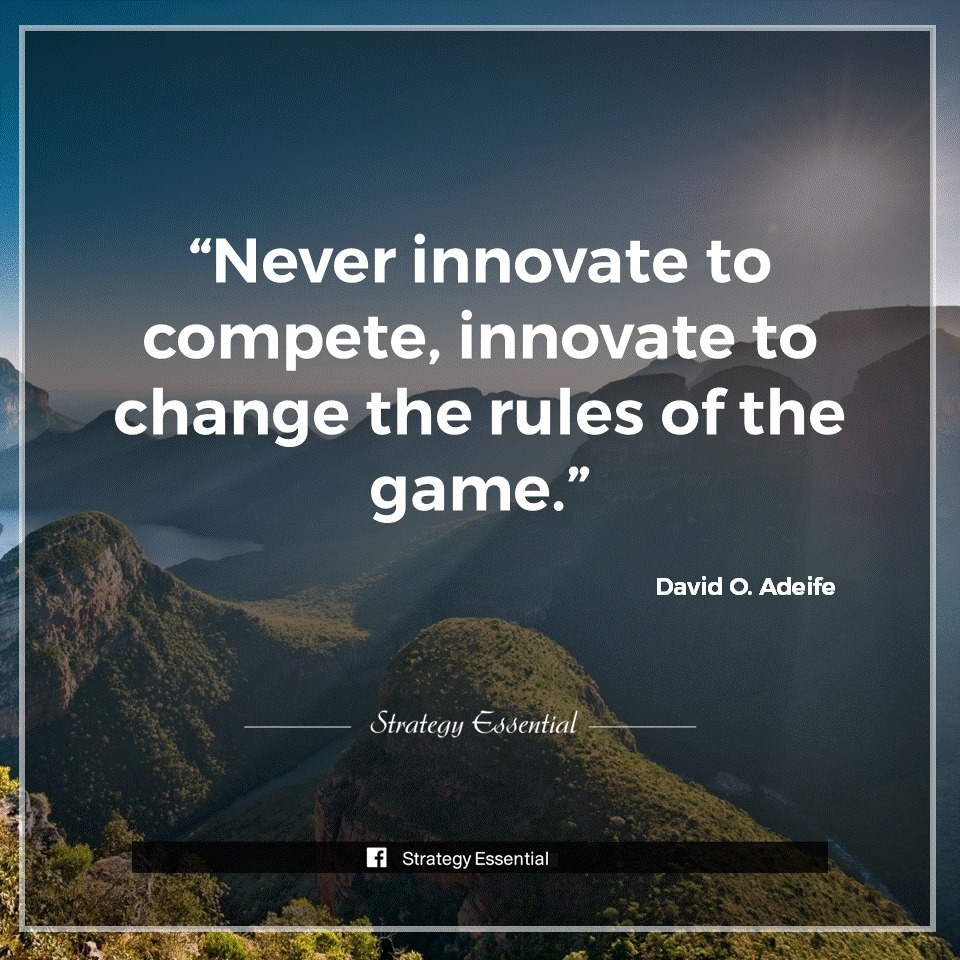 “Never innovate to
compete, innovate to
change the rules of the
game.”
David O. Adeife
Strategy Essential
Strategy Essential